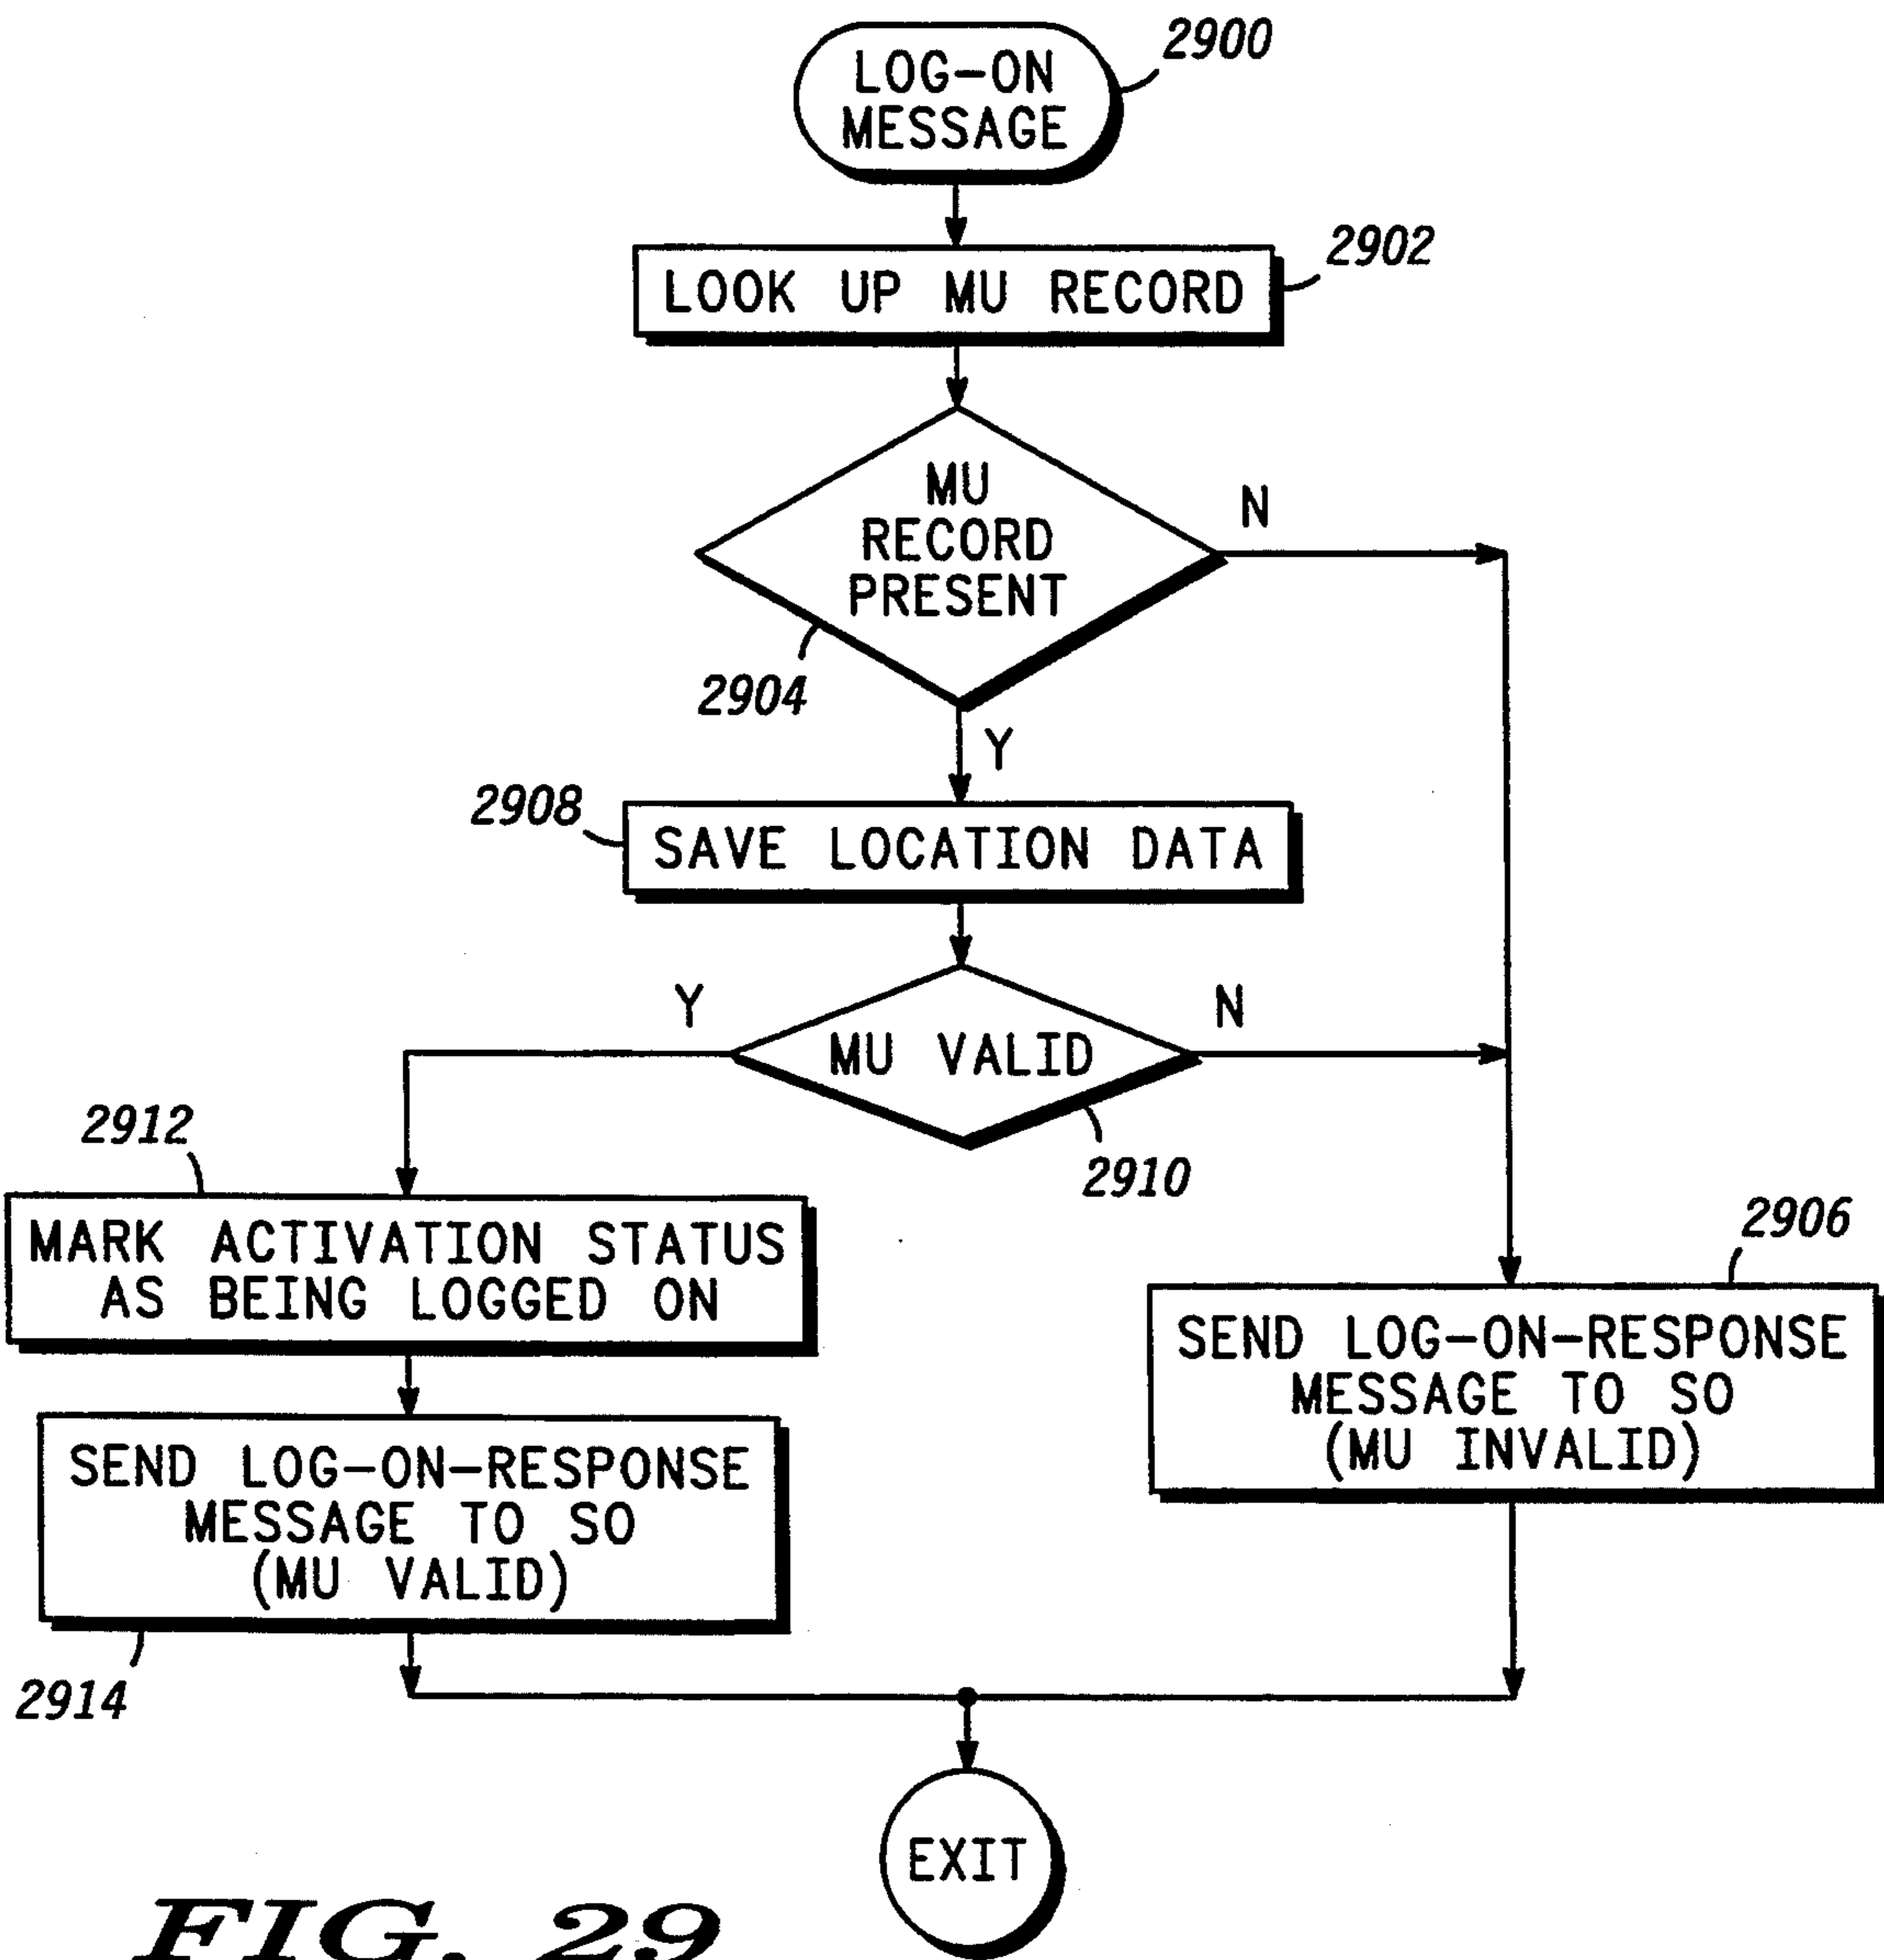 2900
LOG-ON
MESSAGE
2902
LOOK UP MU RECORD
MU
RECORD
PRESENT
N
2904
Y
2908
SAVE LOCATION DATA
Y
N
MU VALID
2910
2912
MARK ACTIVATION STATUS
AS BEING LOGGED ON
2906
SEND LOG-ON-RESPONSE
MESSAGE TO SO
(MU INVALID)
SEND LOG-ON-RESPONSE
MESSAGE TO SO
(MU VALID)
2914
EXIT
FIG. 29